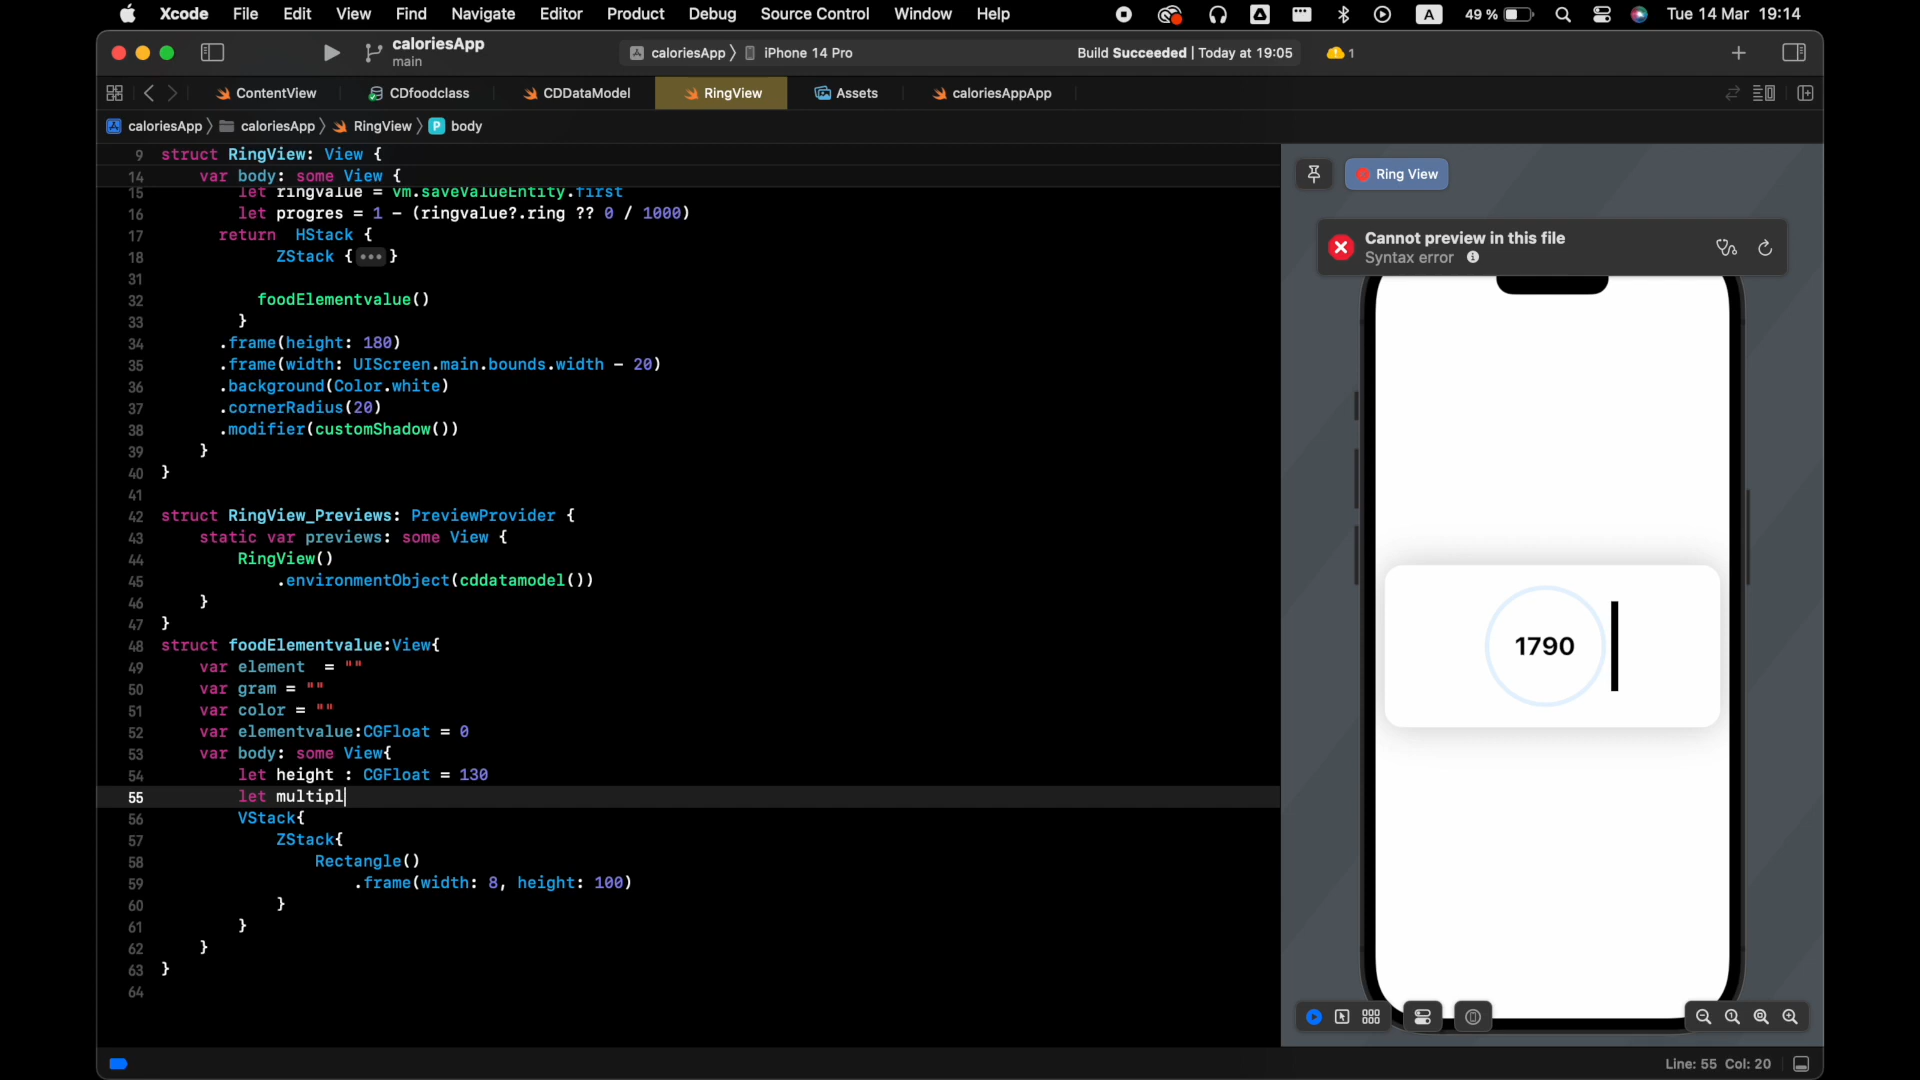 Xcode File Edit View Find Navigate Editor Product Debug Source Control Window Help A 49 % Tue 14 Mar 19:14
caloriesApp
main
caloriesApp 〉 iPhone 14 Pro
Build Succeeded | Today at 19:05
1
ContentView CDfoodclass CDDataModel RingView Assets caloriesAppApp
caloriesApp 〉 caloriesApp 〉 RingView 〉 P body
9 struct RingView: View {
14 var body: some View {
15 let ringvalue = vm.saveValueEntity.first
16 let progres = 1 - (ringvalue?.ring ?? 0 / 1000)
17 return HStack {
18 ZStack {•••}
31
32 foodElementvalue()
33 }
34 .frame(height: 180)
35 .frame(width: UIScreen.main.bounds.width - 20)
36 .background(Color.white)
37 .cornerRadius(20)
38 .modifier(customShadow())
39 }
40 }
41
42 struct RingView_Previews: PreviewProvider {
43 static var previews: some View {
44 RingView()
45 .environmentObject(cddatamodel())
46 }
47 }
48 struct foodElementvalue:View{
49 var element = ""
50 var gram = ""
51 var color = ""
52 var elementvalue:CGFloat = 0
53 var body: some View{
54 let height : CGFloat = 130
55 let multipl
56 VStack{
57 ZStack{
58 Rectangle()
59 .frame(width: 8, height: 100)
60 }
61 }
62 }
63 }
64
Ring View
Cannot preview in this file
Syntax error
1790
Line: 55 Col: 20